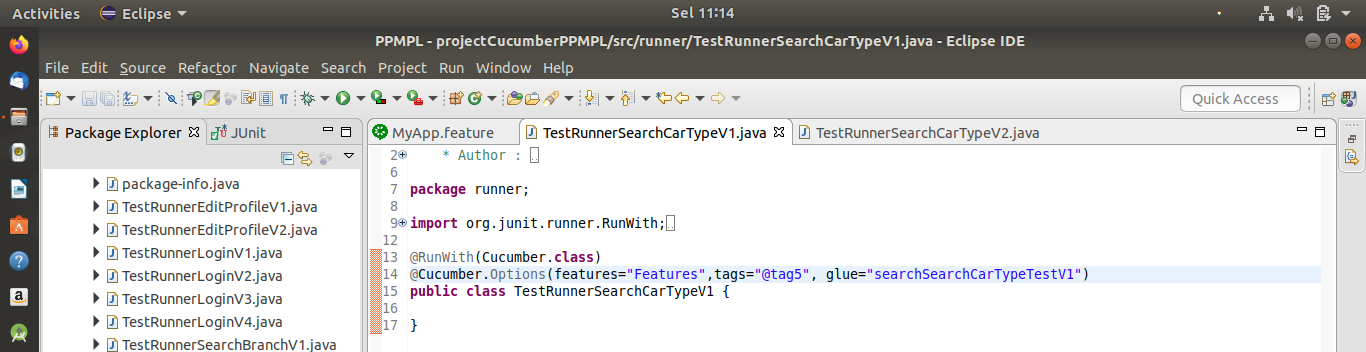 Activities Eclipse Sel 11:14
PPMPL - projectCucumberPPMPL/src/runner/TestRunnerSearchCarTypeV1.java - Eclipse IDE
File Edit Source Refactor Navigate Search Project Run Window Help
Quick Access
Package Explorer JUnit
MyApp.feature TestRunnerSearchCarTypeV1.java TestRunnerSearchCarTypeV2.java
package-info.java
TestRunnerEditProfileV1.java
TestRunnerEditProfileV2.java
TestRunnerLoginV1.java
TestRunnerLoginV2.java
TestRunnerLoginV3.java
TestRunnerLoginV4.java
TestRunnerSearchBranchV1.java
2 * Author :
6
7 package runner;
8
9 import org.junit.runner.RunWith;
12
13 @RunWith(Cucumber.class)
14 @Cucumber.Options(features="Features",tags="@tag5", glue="searchSearchCarTypeTestV1")
15 public class TestRunnerSearchCarTypeV1 {
16
17 }